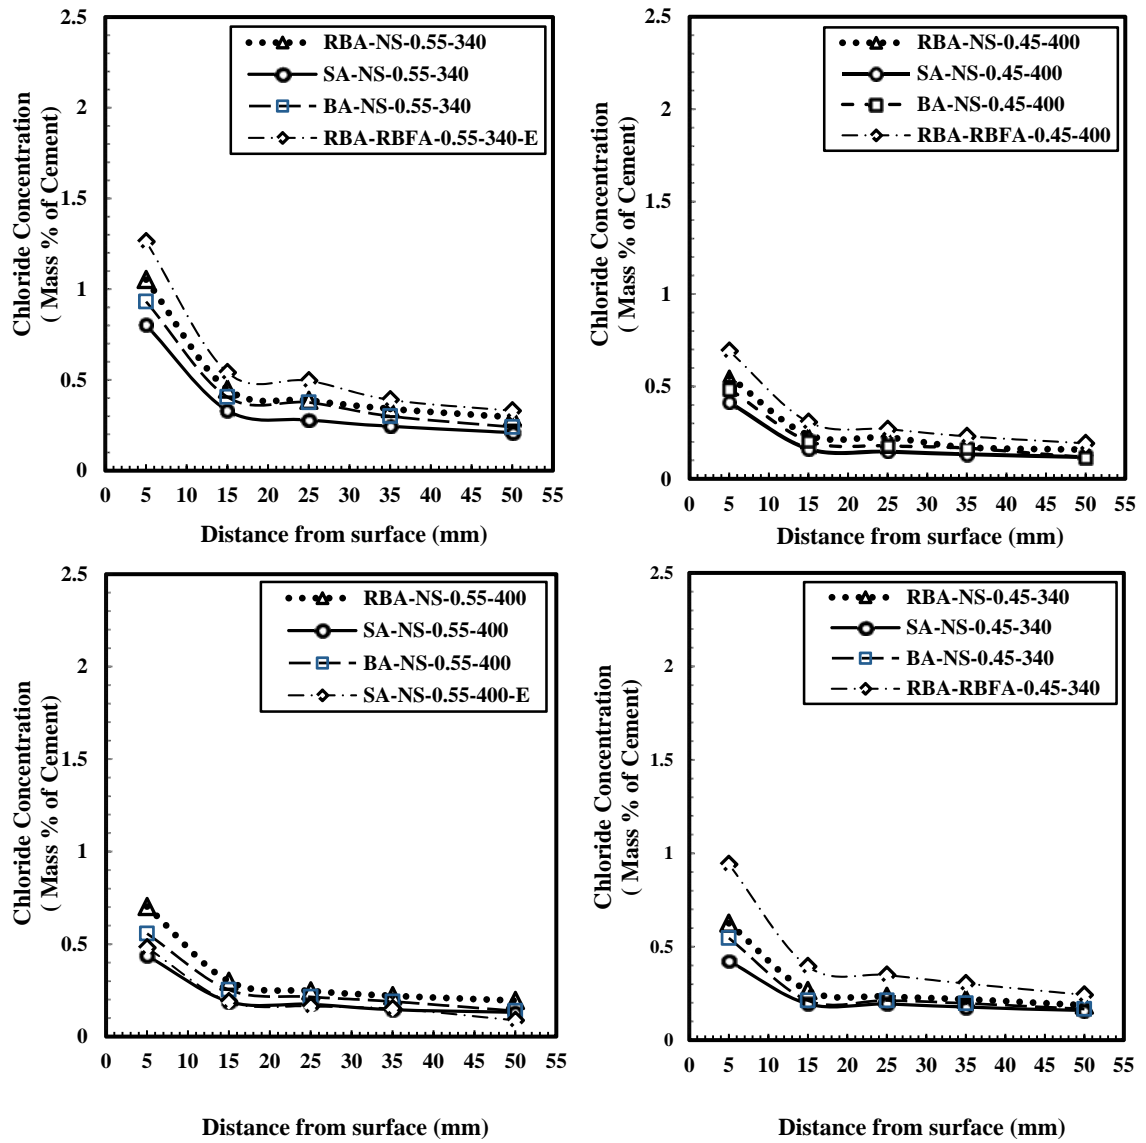 Chloride Concentration
( Mass % of Cement)
2.5
2
1.5
1
0.5
0
RBA-NS-0.55-340
SA-NS-0.55-340
BA-NS-0.55-340
RBA-RBFA-0.55-340-E
0 5 10 15 20 25 30 35 40 45 50 55
Distance from surface (mm)
Chloride Concentration
( Mass % of Cement)
2.5
2
1.5
1
0.5
0
RBA-NS-0.45-400
SA-NS-0.45-400
BA-NS-0.45-400
RBA-RBFA-0.45-400
0 5 10 15 20 25 30 35 40 45 50 55
Distance from surface (mm)
Chloride Concentration
( Mass % of Cement)
2.5
2
1.5
1
0.5
0
RBA-NS-0.55-400
SA-NS-0.55-400
BA-NS-0.55-400
SA-NS-0.55-400-E
0 5 10 15 20 25 30 35 40 45 50 55
Distance from surface (mm)
Chloride Concentration
( Mass % of Cement)
2.5
2
1.5
1
0.5
0
RBA-NS-0.45-340
SA-NS-0.45-340
BA-NS-0.45-340
RBA-RBFA-0.45-340
0 5 10 15 20 25 30 35 40 45 50 55
Distance from surface (mm)